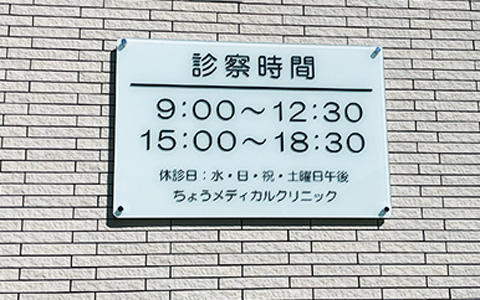 診察時間
9:00〜12:30
15:00〜18:30
休診日：水・日・祝・土曜日午後
ちょうメディカルクリニック